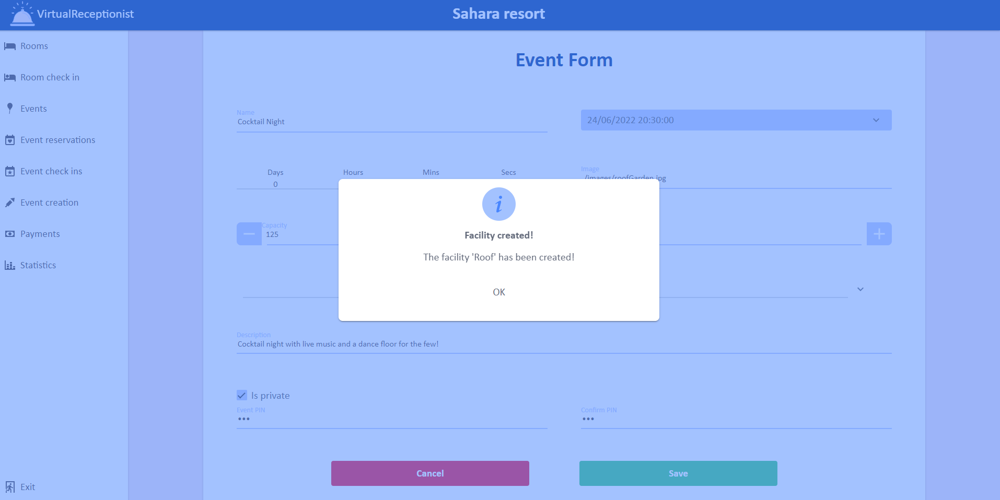 VirtualReceptionist
Sahara resort
Rooms
Room check in
Events
Event reservations
Event check ins
Event creation
Payments
Statistics
Exit
Event Form
Name
Cocktail Night
24/06/2022 20:30:00
Days Hours Mins Secs
0
Image
/images/roofGarden.jpg
Capacity
125
i
Facility created!
The facility 'Roof' has been created!
OK
Description
Cocktail night with live music and a dance floor for the few!
Is private
Event PIN
•••
Confirm PIN
•••
Cancel
Save